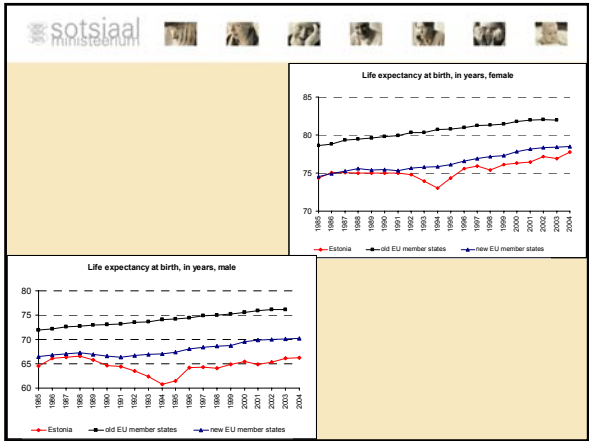 sotsiaal
ministeerium
Life expectancy at birth, in years, female
85
80
75
70
1985 1986 1987 1988 1989 1990 1991 1992 1993 1994 1995 1996 1997 1998 1999 2000 2001 2002 2003 2004
Estonia old EU member states new EU member states
Life expectancy at birth, in years, male
80
75
70
65
60
1985 1986 1987 1988 1989 1990 1991 1992 1993 1994 1995 1996 1997 1998 1999 2000 2001 2002 2003 2004
Estonia old EU member states new EU member states